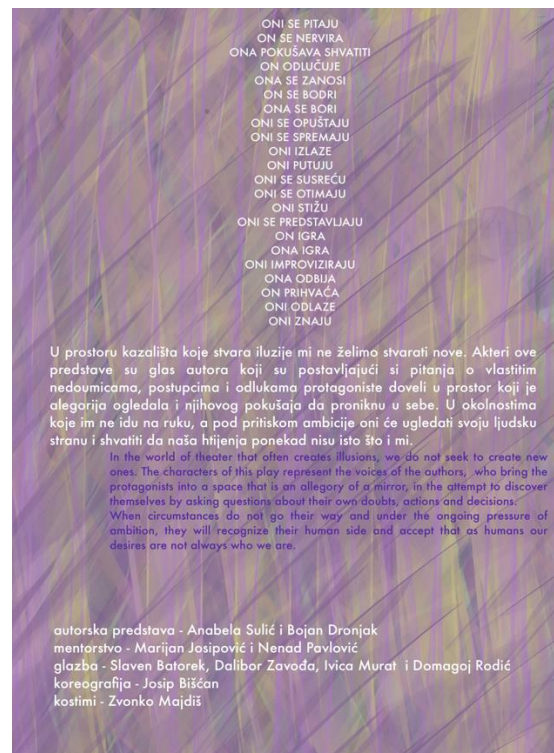 ONI SE PITAJU
ON SE NERVIRA
ONA POKUŠAVA SHVATITI
ON ODLUČUJE
ONA SE ZANOSI
ON SE BODRI
ONA SE BORI
ONI SE OPUŠTAJU
ONI SE SPREMAJU
ONI IZLAZE
ONI PUTUJU
ONI SE SUSREĆU
ONI SE OTIMAJU
ONI STIŽU
ONI SE PREDSTAVLJAJU
ON IGRA
ONA IGRA
ONI IMPROVIZIRAJU
ONA ODBIJA
ON PRIHVAĆA
ONI ODLAZE
ONI ZNAJU
U prostoru kazališta koje stvara iluzije mi ne želimo stvarati nove. Akteri ove
predstave su glas autora koji su postavljajući si pitanja o vlastitim
nedoumicama, postupcima i odlukama protagoniste doveli u prostor koji je
alegorija ogledala i njihovog pokušaja da proniknu u sebe. U okolnostima
koje im ne idu na ruku, a pod pritiskom ambicije oni će ugledati svoju ljudsku
stranu i shvatiti da naša htijenja ponekad nisu isto što i mi.
In the world of theater that often creates illusions, we do not seek to create new
ones. The characters of this play represent the voices of the authors, who bring the
protagonists into a space that is an allegory of a mirror, in the attempt to discover
themselves by asking questions about their own doubts, actions and decisions.
When circumstances do not go their way and under the ongoing pressure of
ambition, they will recognize their human side and accept that as humans our
desires are not always who we are.
autorska predstava - Anabela Sulić i Bojan Dronjak
mentorstvo - Marijan Josipović i Nenad Pavlović
glazba - Slaven Batorek, Dalibor Zavođa, Ivica Murat i Domagoj Rodić
koreografija - Josip Bišćan
kostimi - Zvonko Majdiš